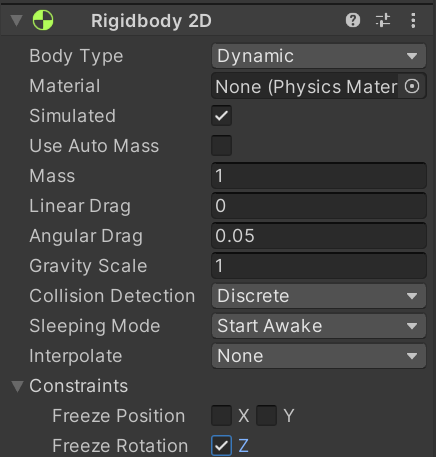 Rigidbody 2D
Body Type Dynamic
Material None (Physics Mater
Simulated
Use Auto Mass
Mass 1
Linear Drag 0
Angular Drag 0.05
Gravity Scale 1
Collision Detection Discrete
Sleeping Mode Start Awake
Interpolate None
Constraints
Freeze Position X Y
Freeze Rotation Z